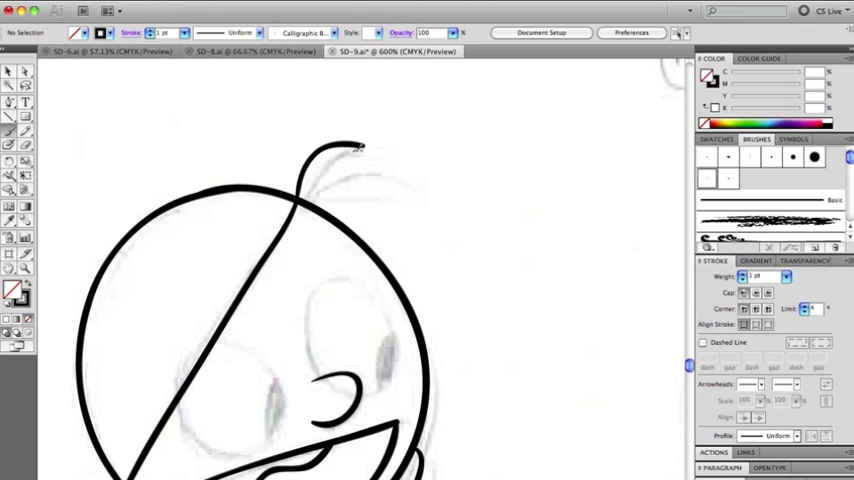 Br
CS Live
No Selection
Stroke: 1 pt Uniform Calligraphic B... Style: Opacity: 100 % Document Setup Preferences
SD-6.ai @ 57.13% (CMYK/Preview) SD-8.ai @ 66.67% (CMYK/Preview) SD-9.ai* @ 600% (CMYK/Preview)
COLOR COLOR GUIDE
C %
M %
Y %
K %
SWATCHES BRUSHES SYMBOLS
Basic
STROKE GRADIENT TRANSPARENCY
Weight: 1 pt
Cap:
Corner: Limit: 4 x
Align Stroke:
Dashed Line
dash gap dash gap dash gap
Arrowheads:
Scale: 100 % 100 %
Align:
Profile: Uniform
ACTIONS LINKS
PARAGRAPH OPENTYPE